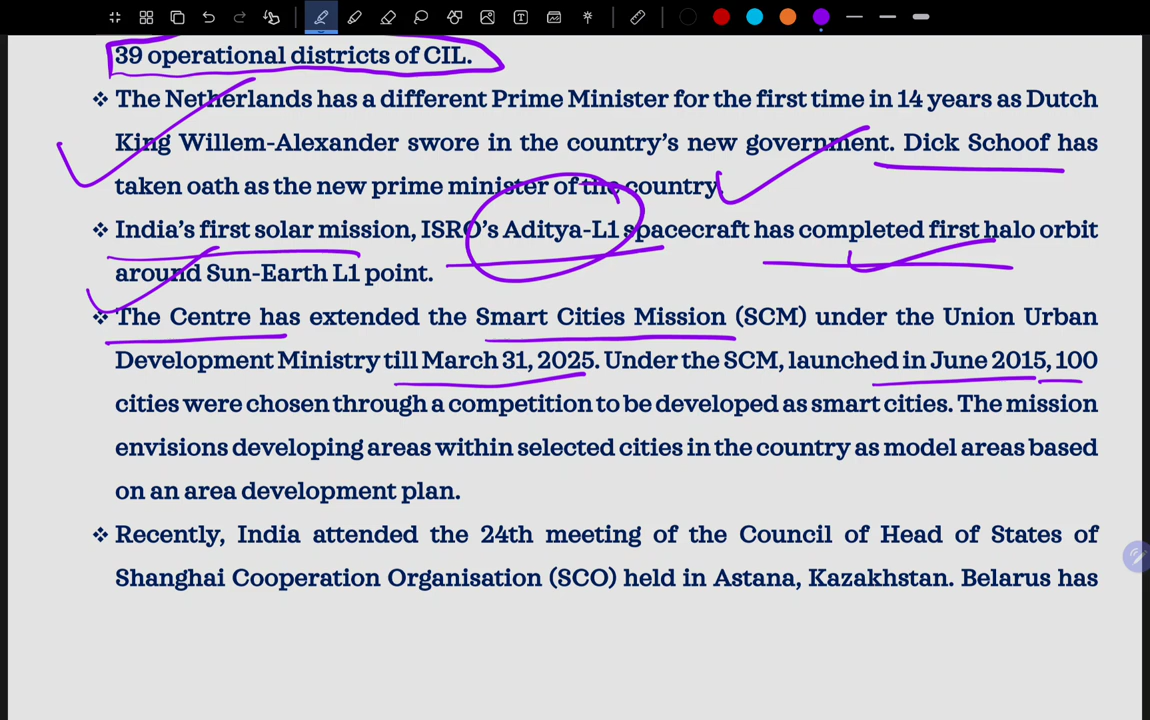 39 operational districts of CIL.
❖ The Netherlands has a different Prime Minister for the first time in 14 years as Dutch
King Willem-Alexander swore in the country's new government. Dick Schoof has
taken oath as the new prime minister of the country.
❖ India's first solar mission, ISRO's Aditya-L1 spacecraft has completed first halo orbit
around Sun-Earth L1 point.
❖ The Centre has extended the Smart Cities Mission (SCM) under the Union Urban
Development Ministry till March 31, 2025. Under the SCM, launched in June 2015, 100
cities were chosen through a competition to be developed as smart cities. The mission
envisions developing areas within selected cities in the country as model areas based
on an area development plan.
❖ Recently, India attended the 24th meeting of the Council of Head of States of
Shanghai Cooperation Organisation (SCO) held in Astana, Kazakhstan. Belarus has